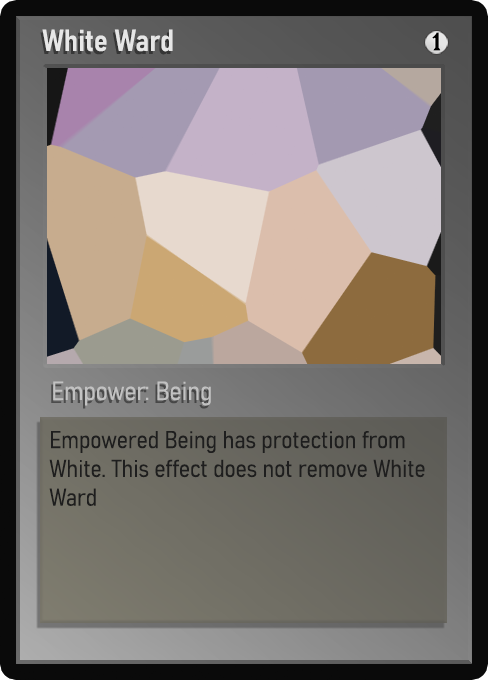 White Ward
1
Empower: Being
Empowered Being has protection from
White. This effect does not remove White
Ward